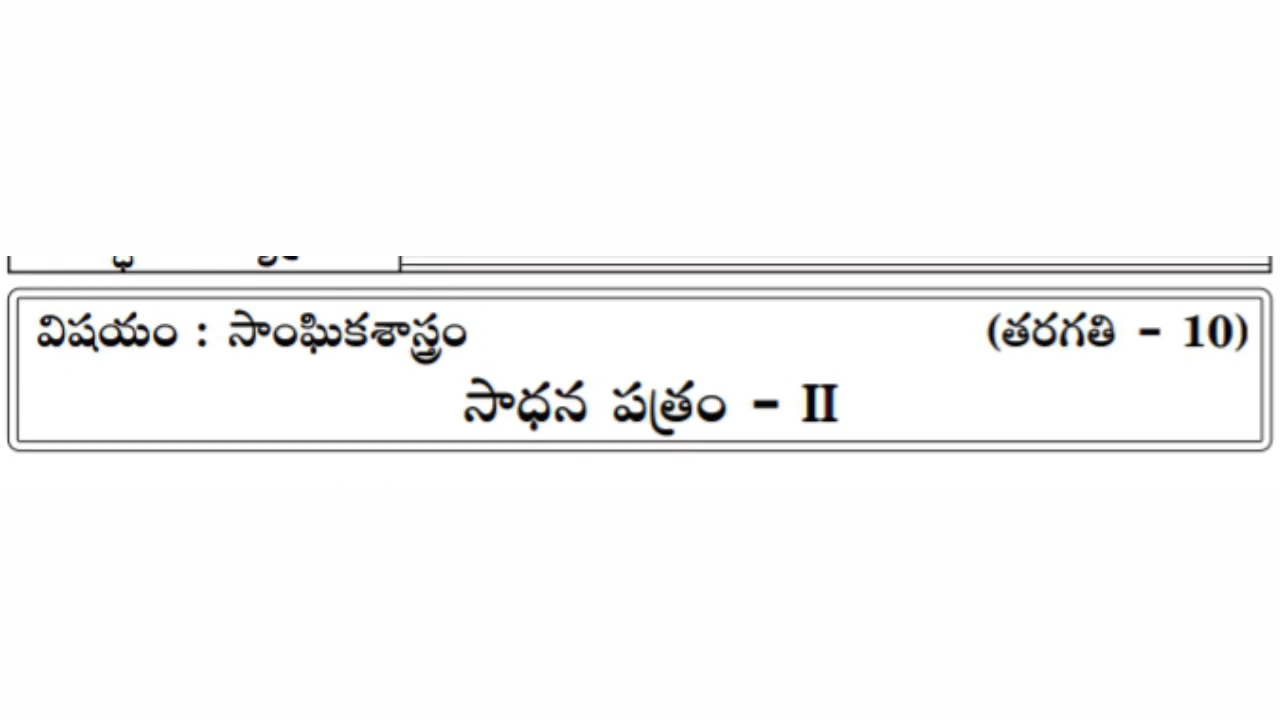 విషయం : సాంఘికశాస్త్రం (తరగతి - 10)
సాధన పత్రం - II